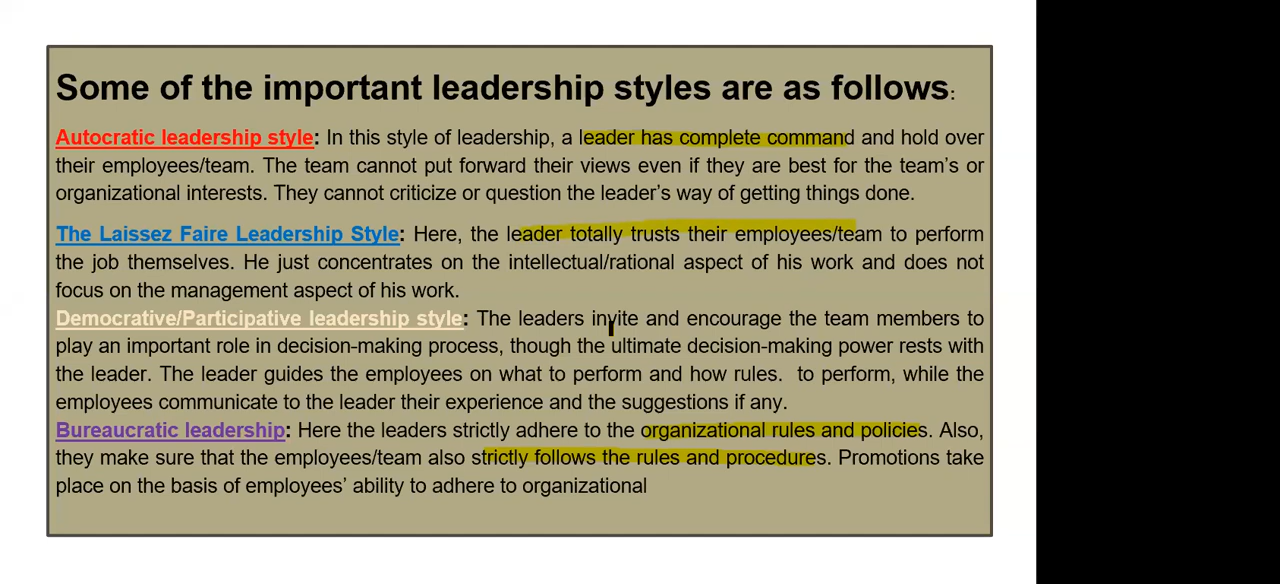 Some of the important leadership styles are as follows:
Autocratic leadership style: In this style of leadership, a leader has complete command and hold over
their employees/team. The team cannot put forward their views even if they are best for the team’s or
organizational interests. They cannot criticize or question the leader’s way of getting things done.
The Laissez Faire Leadership Style: Here, the leader totally trusts their employees/team to perform
the job themselves. He just concentrates on the intellectual/rational aspect of his work and does not
focus on the management aspect of his work.
Democrative/Participative leadership style: The leaders invite and encourage the team members to
play an important role in decision-making process, though the ultimate decision-making power rests with
the leader. The leader guides the employees on what to perform and how rules.  to perform, while the
employees communicate to the leader their experience and the suggestions if any.
Bureaucratic leadership: Here the leaders strictly adhere to the organizational rules and policies. Also,
they make sure that the employees/team also strictly follows the rules and procedures. Promotions take
place on the basis of employees’ ability to adhere to organizational